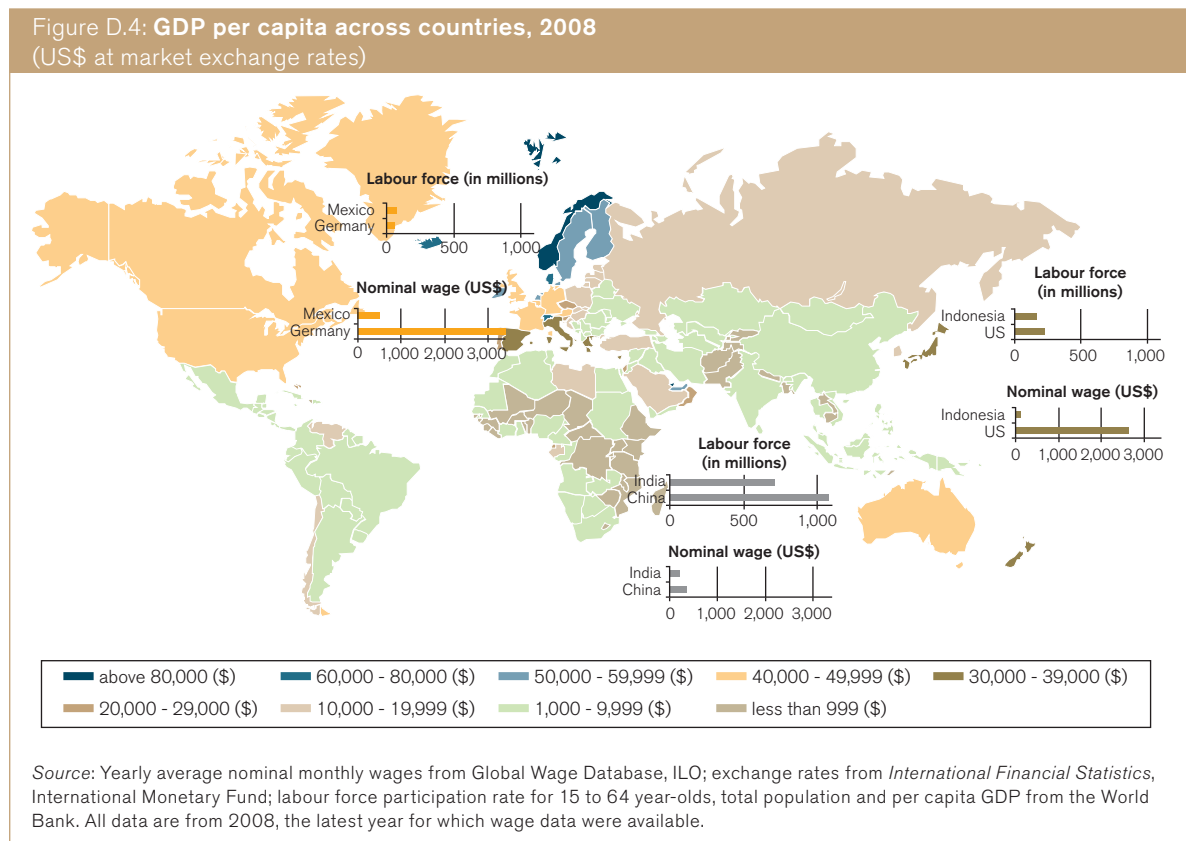 Figure D.4: GDP per capita across countries, 2008
(US$ at market exchange rates)
Labour force (in millions)
Mexico
Germany
0 500 1,000
Nominal wage (US$)
Mexico
Germany
0 1,000 2,000 3,000
Labour force
(in millions)
Indonesia
US
0 500 1,000
Nominal wage (US$)
Indonesia
US
0 1,000 2,000 3,000
Labour force
(in millions)
India
China
0 500 1,000
Nominal wage (US$)
India
China
0 1,000 2,000 3,000
above 80,000 ($) 60,000 - 80,000 ($) 50,000 - 59,999 ($) 40,000 - 49,999 ($) 30,000 - 39,000 ($)
20,000 - 29,000 ($) 10,000 - 19,999 ($) 1,000 - 9,999 ($) less than 999 ($)
Source: Yearly average nominal monthly wages from Global Wage Database, ILO; exchange rates from International Financial Statistics,
International Monetary Fund; labour force participation rate for 15 to 64 year-olds, total population and per capita GDP from the World
Bank. All data are from 2008, the latest year for which wage data were available.